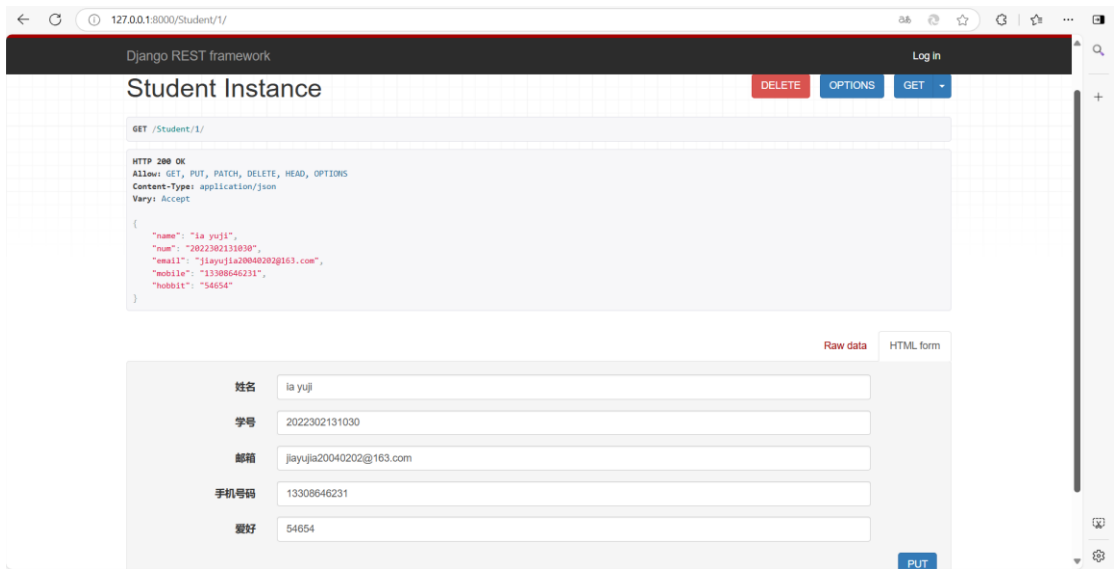 127.0.0.1:8000/Student/1/
Django REST framework
Log in
Student Instance
DELETE
OPTIONS
GET
GET /Student/1/
HTTP 200 OK
Allow: GET, PUT, PATCH, DELETE, HEAD, OPTIONS
Content-Type: application/json
Vary: Accept
{
"name": "ia yuji",
"num": "2022302131030",
"email": "jiayujia20040202@163.com",
"mobile": "13308646231",
"hobbit": "54654"
}
Raw data
HTML form
姓名 ia yuji
学号 2022302131030
邮箱 jiayujia20040202@163.com
手机号码 13308646231
爱好 54654
PUT